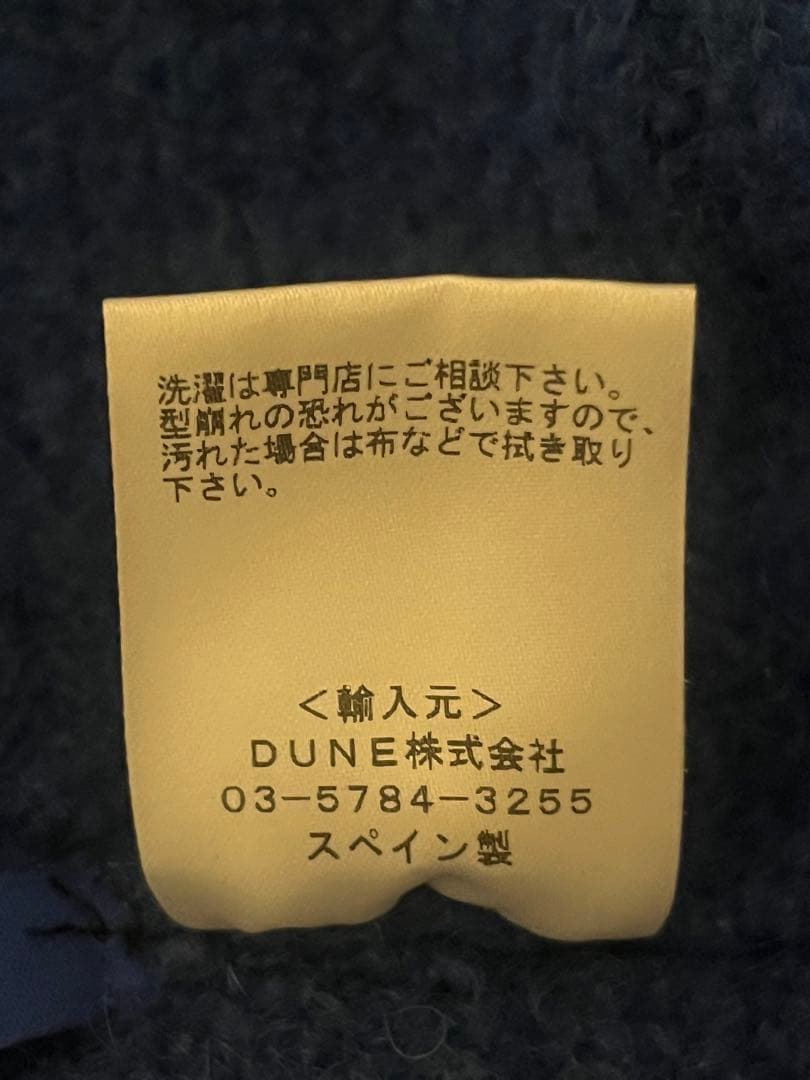 洗濯は専門店にご相談下さい。
型崩れの恐れがございますので、
汚れた場合は布などで拭き取り
下さい。
＜輸入元＞
ＤＵＮＥ株式会社
０３－５７８４－３２５５
スペイン製